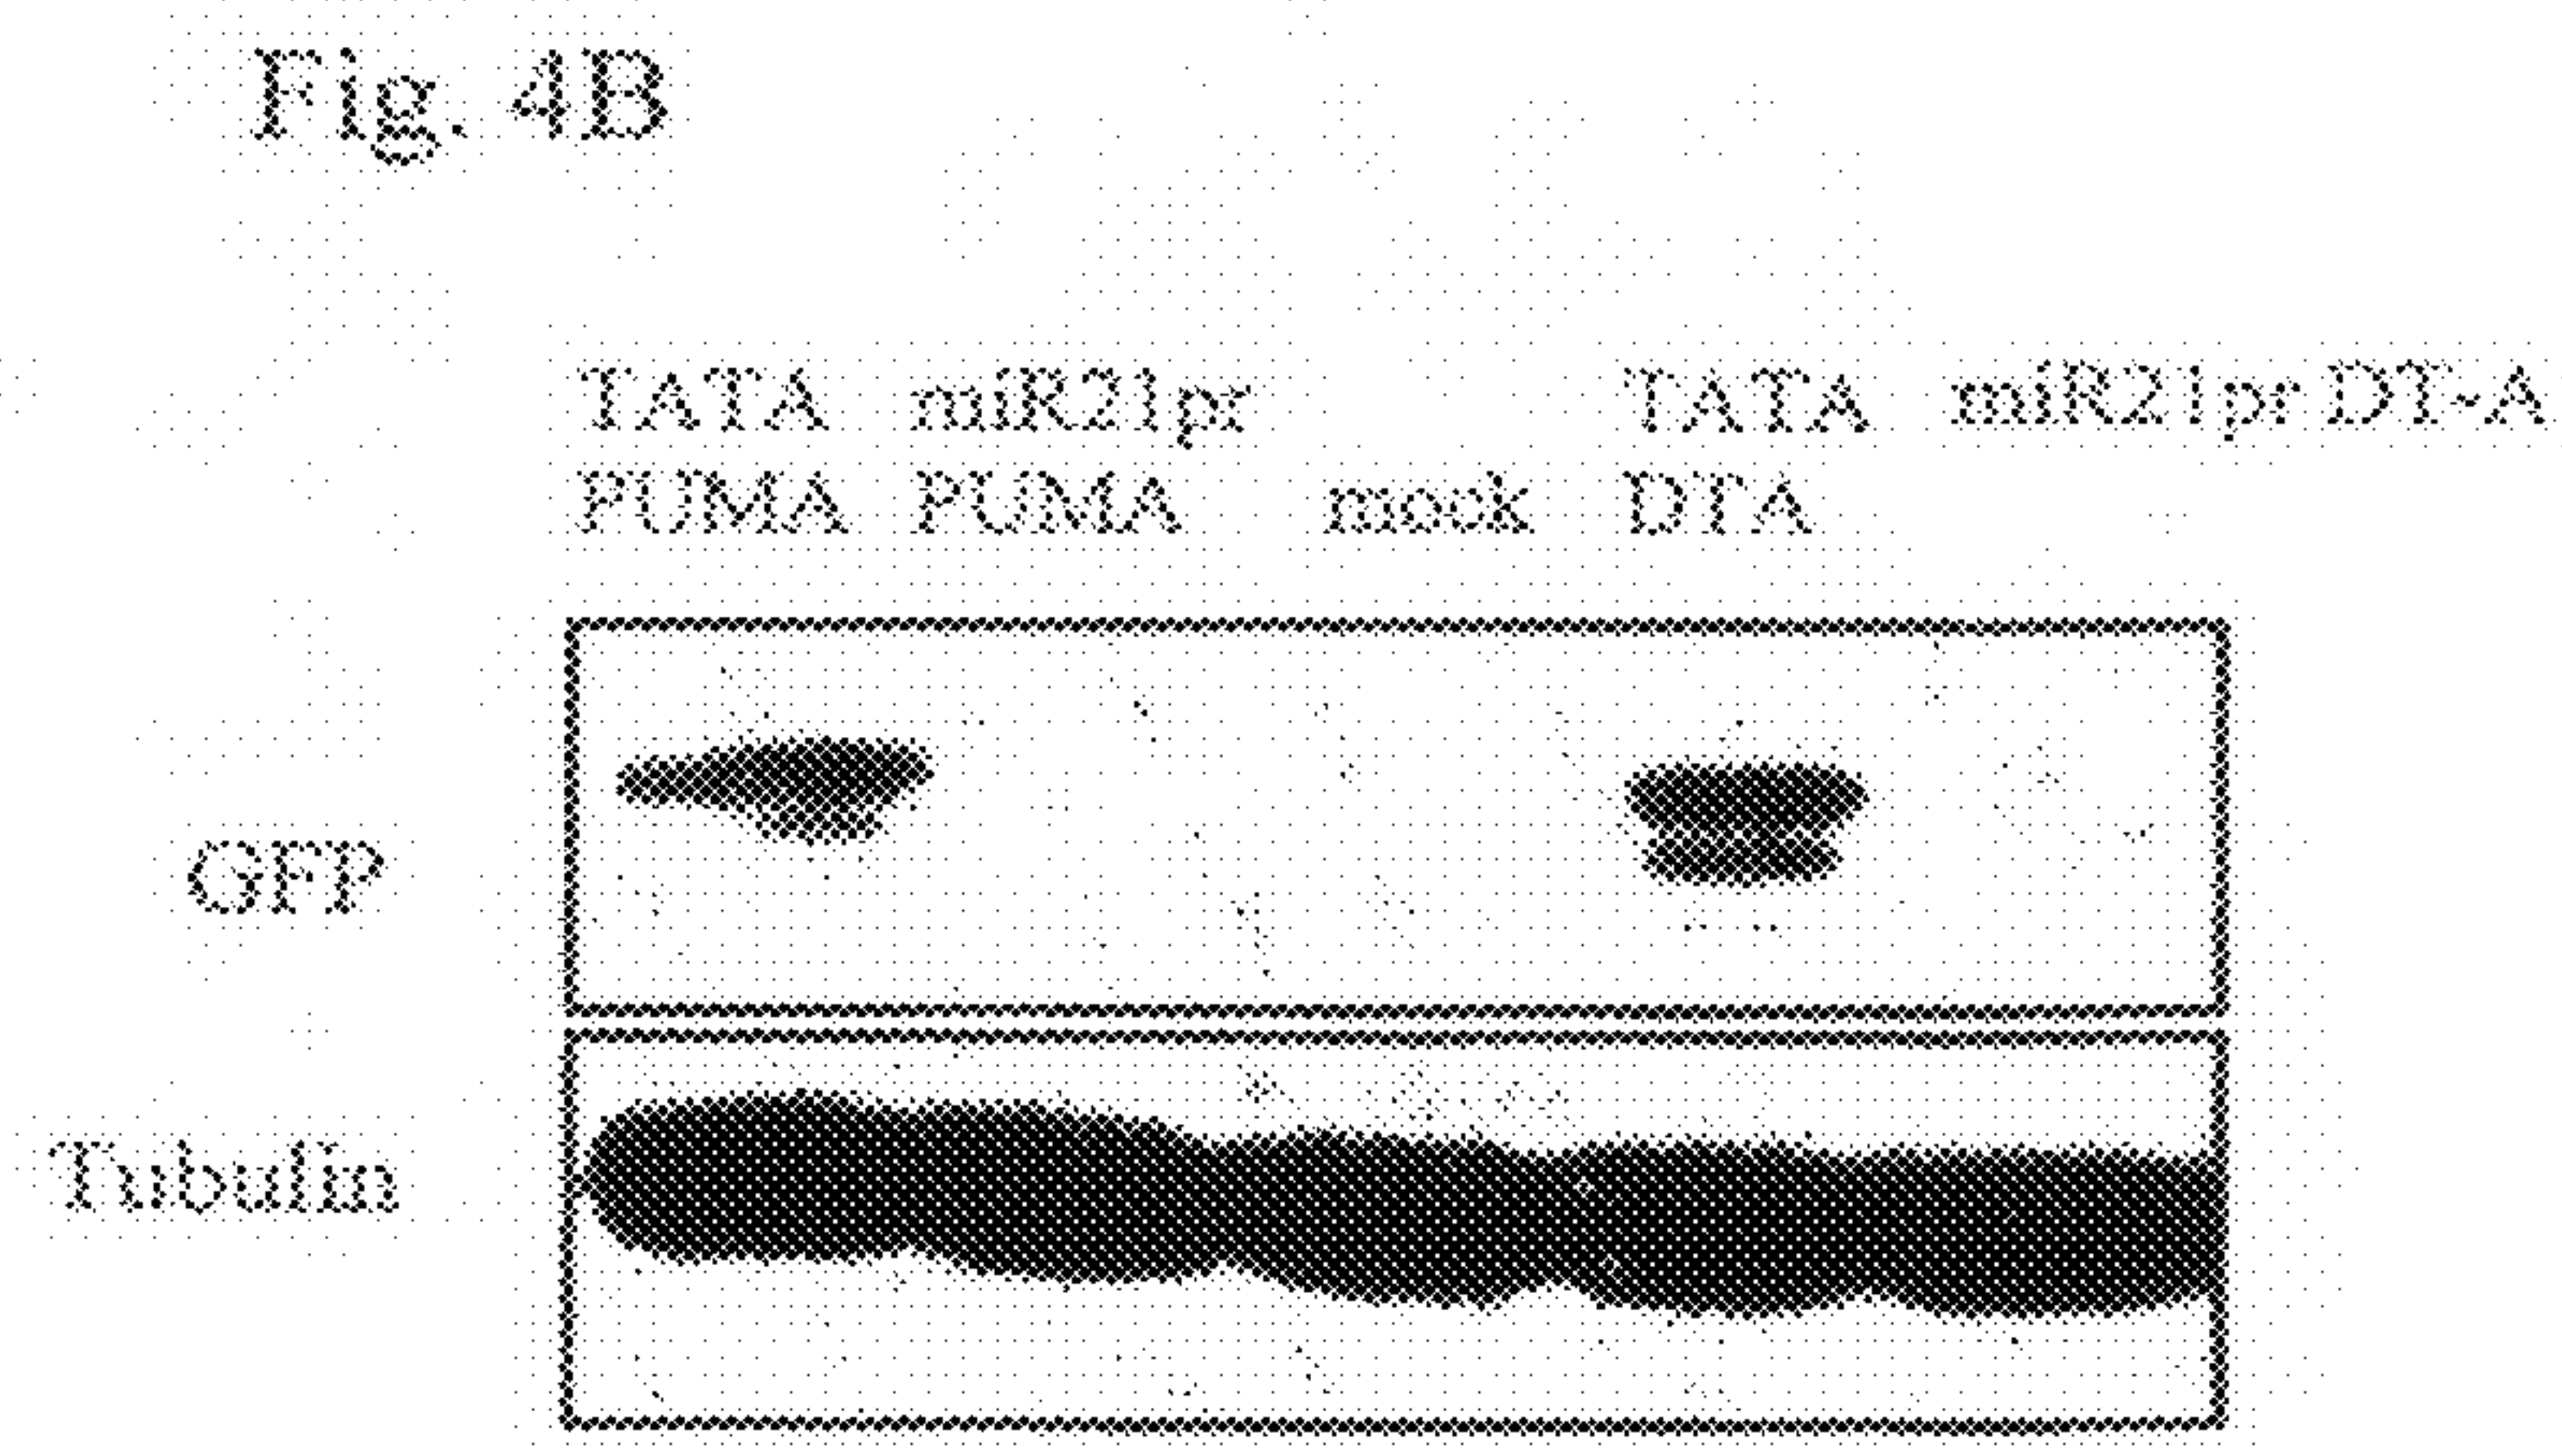 Fig. 4B
TATA miR21pr TATA miR21pr DT-A
PUMA PUMA mock DTA
GFP
Tubulin